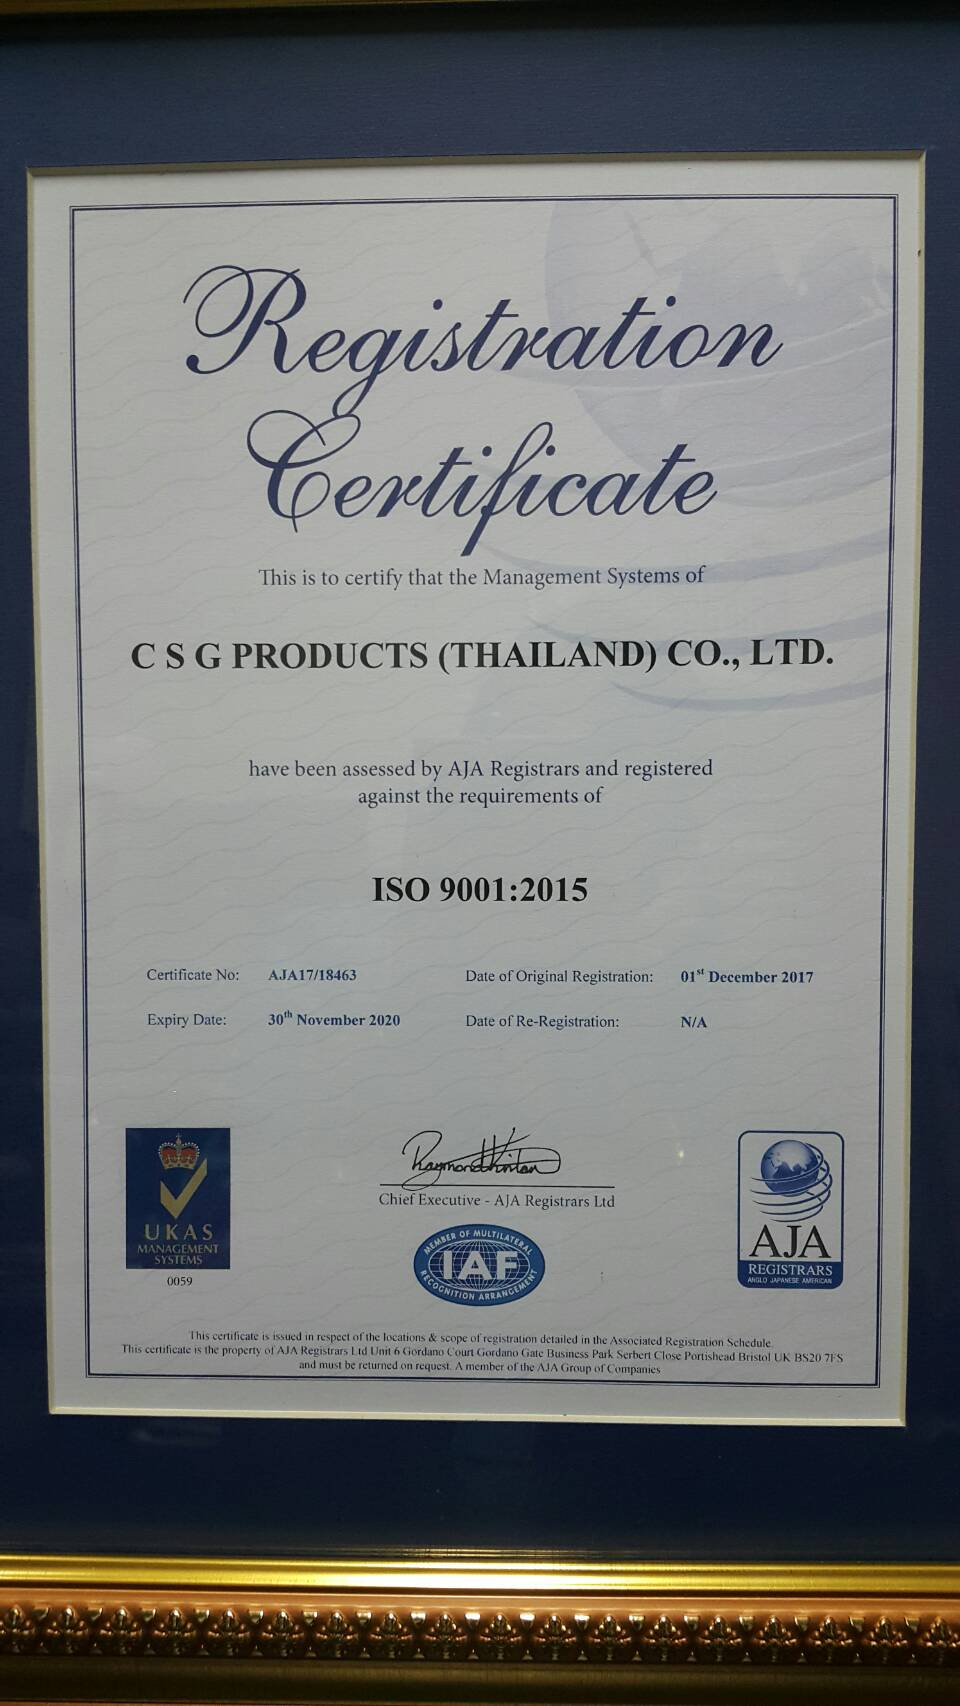 Registration
Certificate
This is to certify that the Management Systems of
C S G PRODUCTS (THAILAND) CO., LTD.
have been assessed by AJA Registrars and registered
against the requirements of
ISO 9001:2015
Certificate No: AJA17/18463 Date of Original Registration: 01st December 2017
Expiry Date: 30th November 2020 Date of Re-Registration: N/A
UKAS
MANAGEMENT
SYSTEMS
0059
Chief Executive - AJA Registrars Ltd
MEMBER OF MULTILATERAL
IAF
RECOGNITION ARRANGEMENT
AJA
REGISTRARS
ANGLO JAPANESE AMERICAN
This certificate is issued in respect of the locations & scope of registration detailed in the Associated Registration Schedule.
This certificate is the property of AJA Registrars Ltd Unit 6 Gordano Court Gordano Gate Business Park Serbert Close Portishead Bristol UK BS20 7FS
and must be returned on request. A member of the AJA Group of Companies